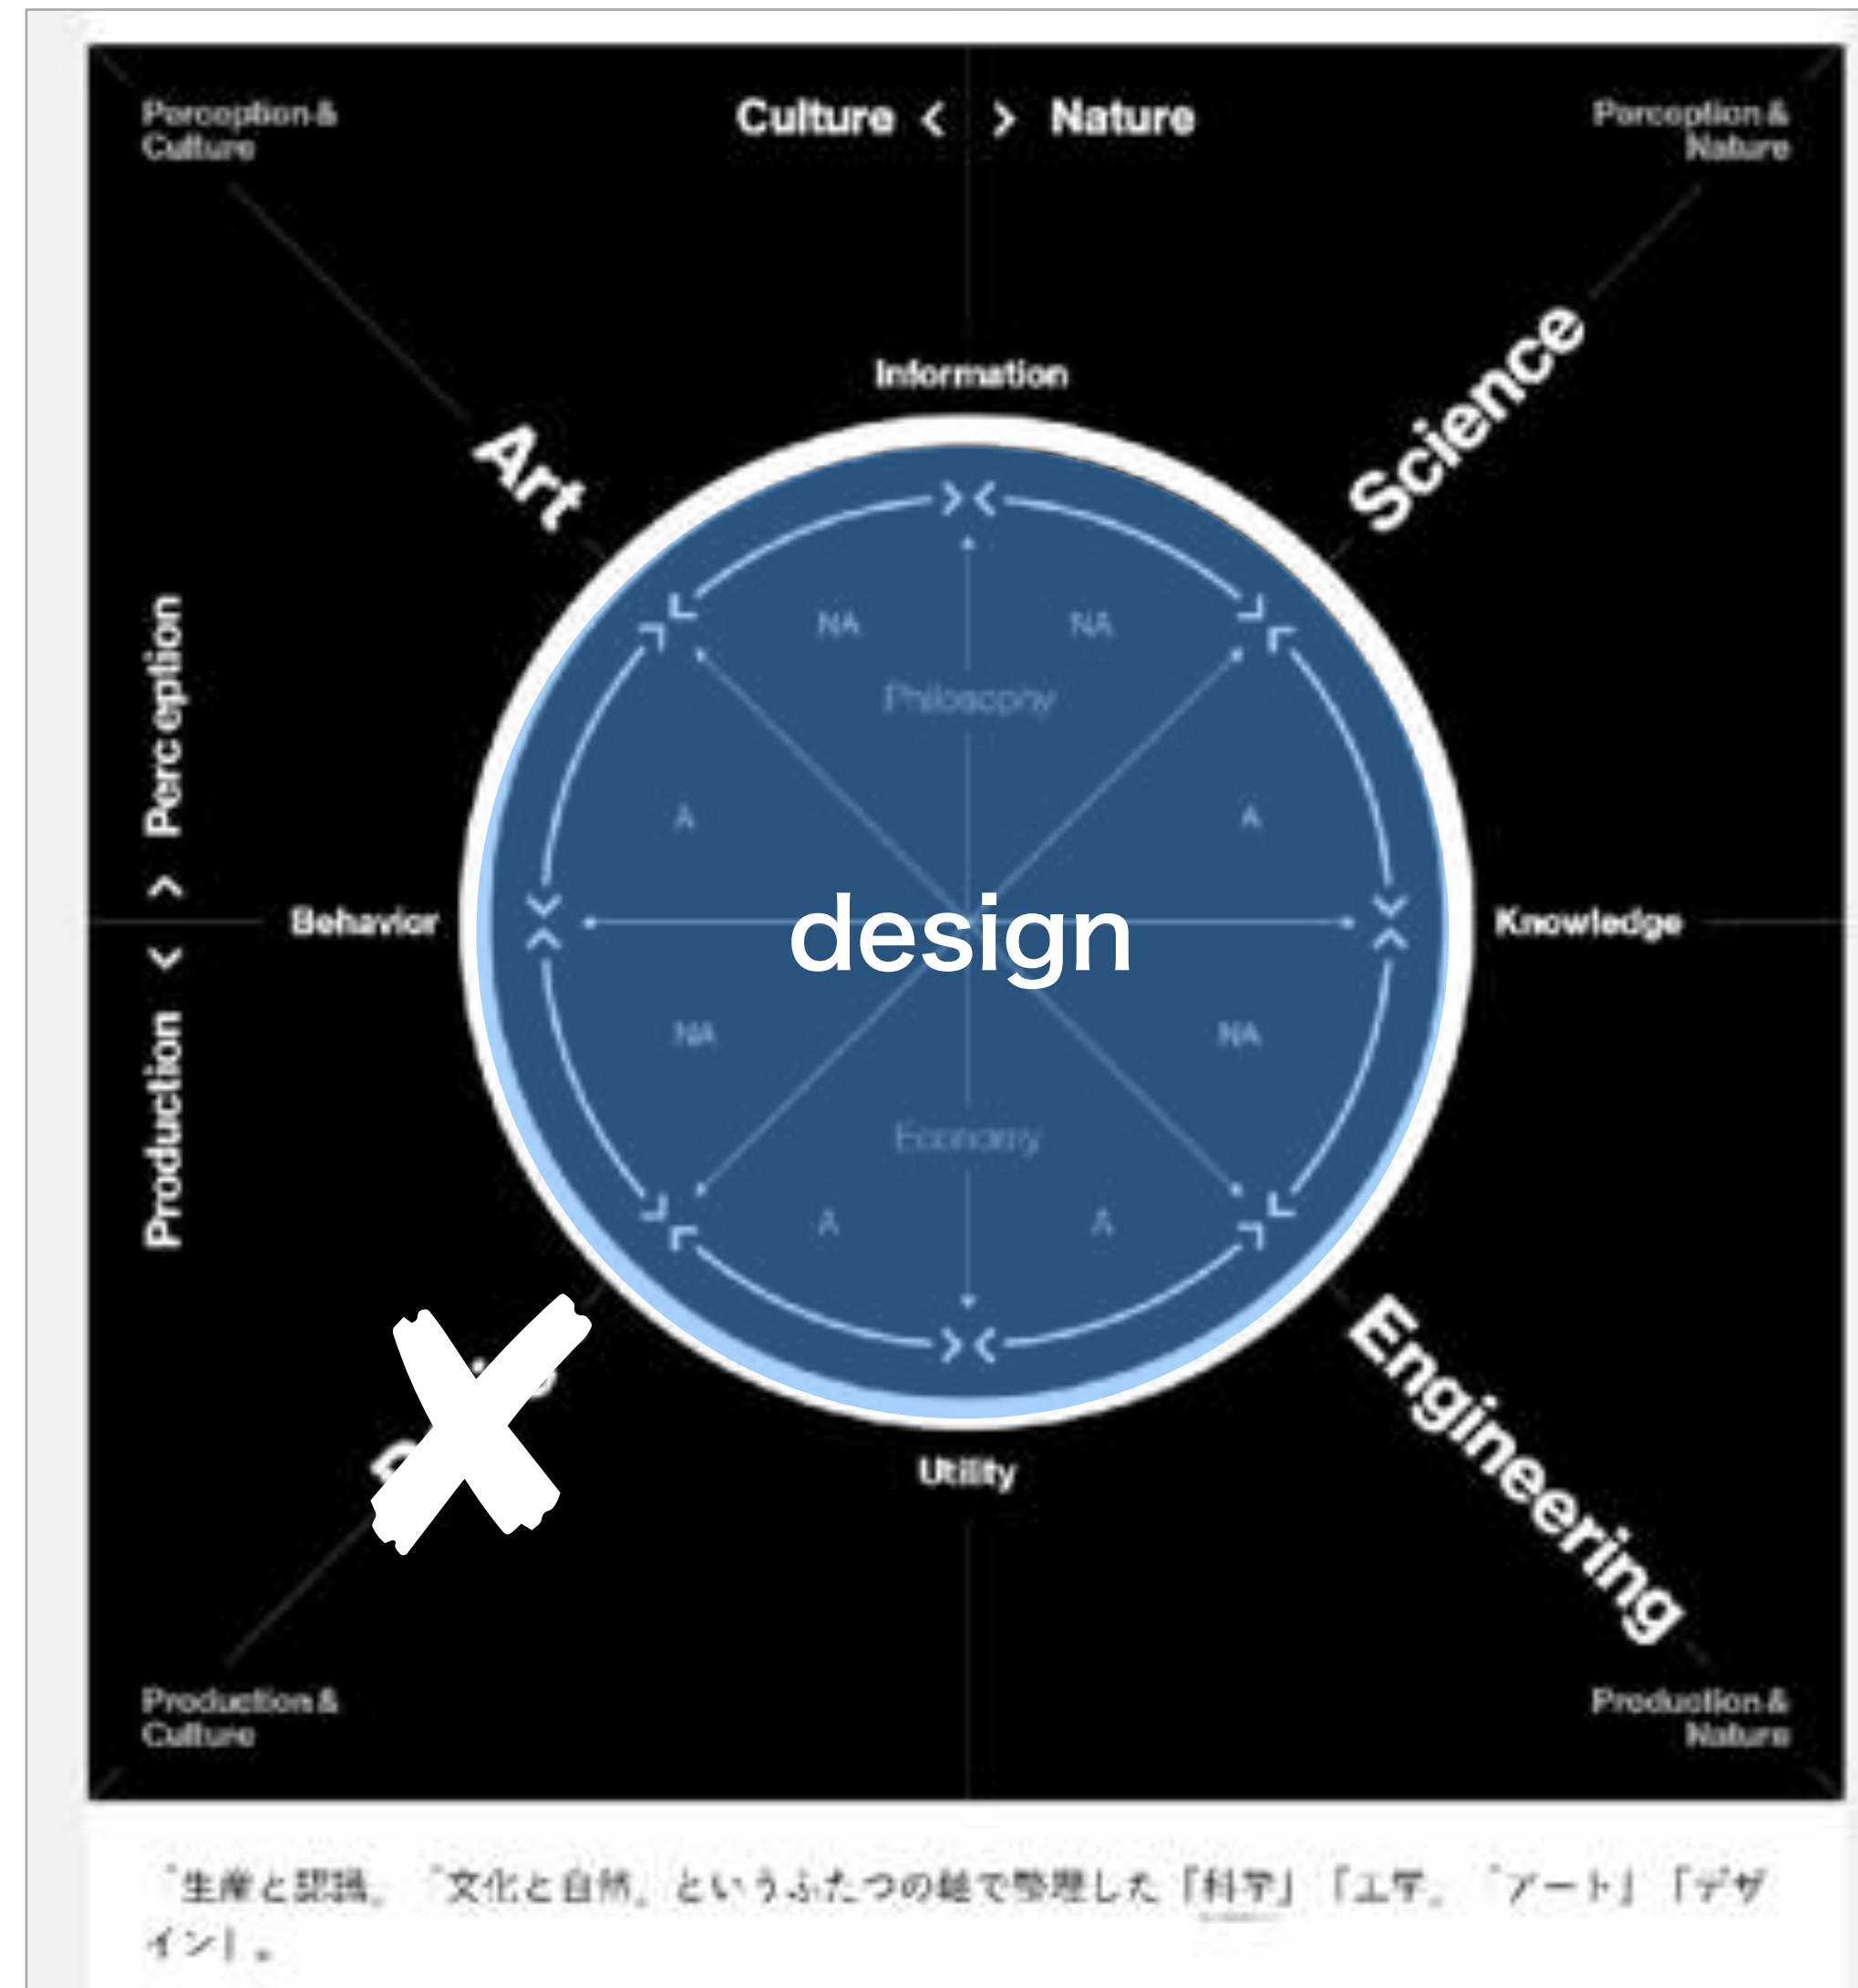 Perception &
Culture
Culture < > Nature
Perception &
Nature
Information
Art
Science
NA
NA
Philosophy
Perception
A
A
Behavior
design
Knowledge
Production
NA
NA
Economy
A
A
Utility
Engineering
Production &
Culture
Production &
Nature
「生産と認識」「文化と自然」というふたつの軸で整理した「科学」「工学」「アート」「デザ
イン」。